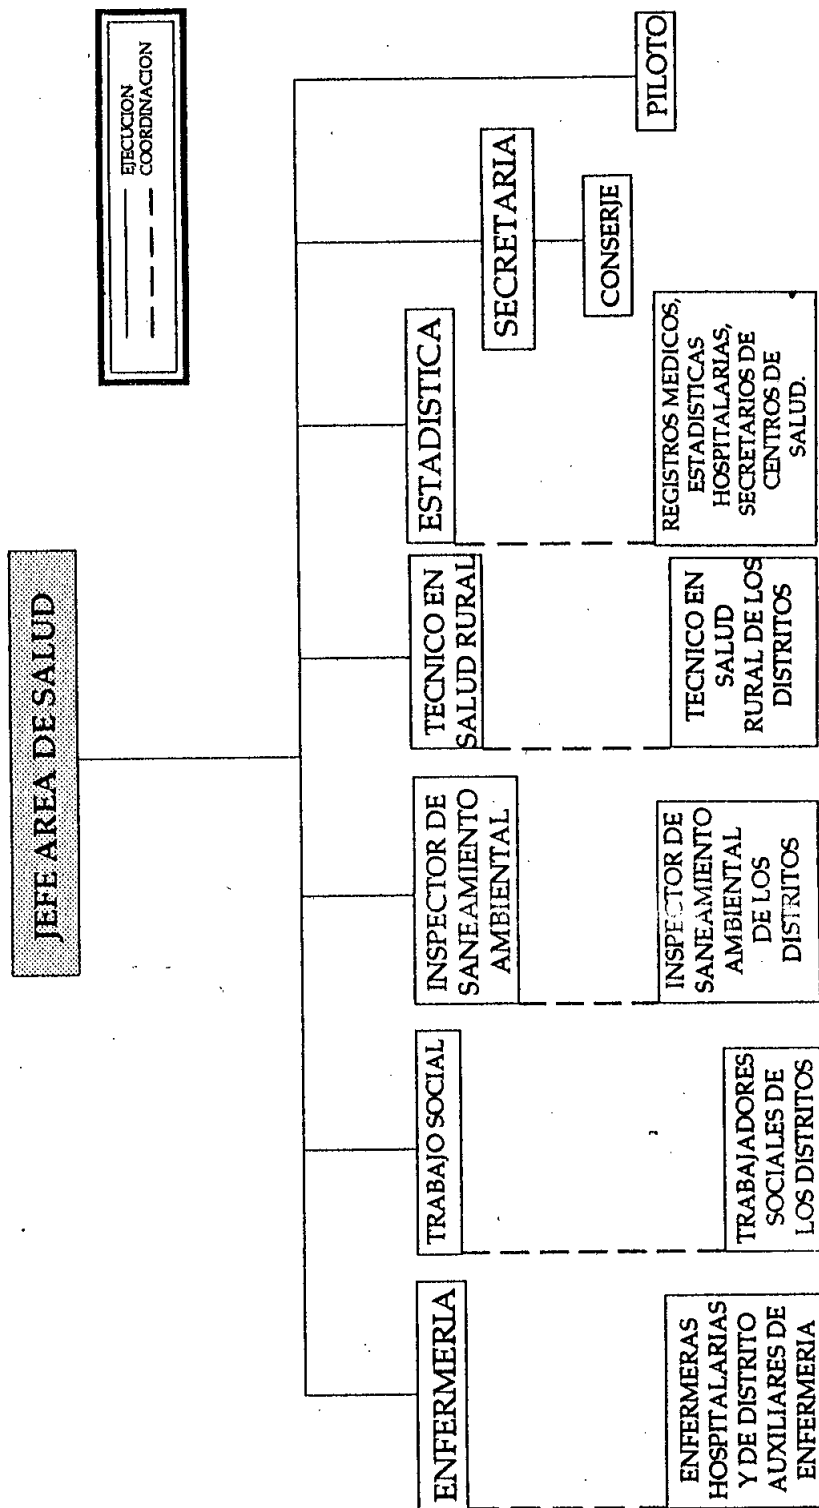 JEFE AREA DE SALUD
EJECUCION
COORDINACION
ENFERMERIA
TRABAJO SOCIAL
INSPECTOR DE
SANEAMIENTO
AMBIENTAL
TECNICO EN
SALUD RURAL
ESTADISTICA
SECRETARIA
CONSERJE
PILOTO
ENFERMERAS
HOSPITALARIAS
Y DE DISTRITO
AUXILIARES DE
ENFERMERIA
TRABAJADORES
SOCIALES DE
LOS DISTRITOS
INSPECTOR DE
SANEAMIENTO
AMBIENTAL
DE LOS
DISTRITOS
TECNICO EN
SALUD
RURAL DE LOS
DISTRITOS
REGISTROS MEDICOS,
ESTADISTICAS
HOSPITALARIAS,
SECRETARIOS DE
CENTROS DE
SALUD.